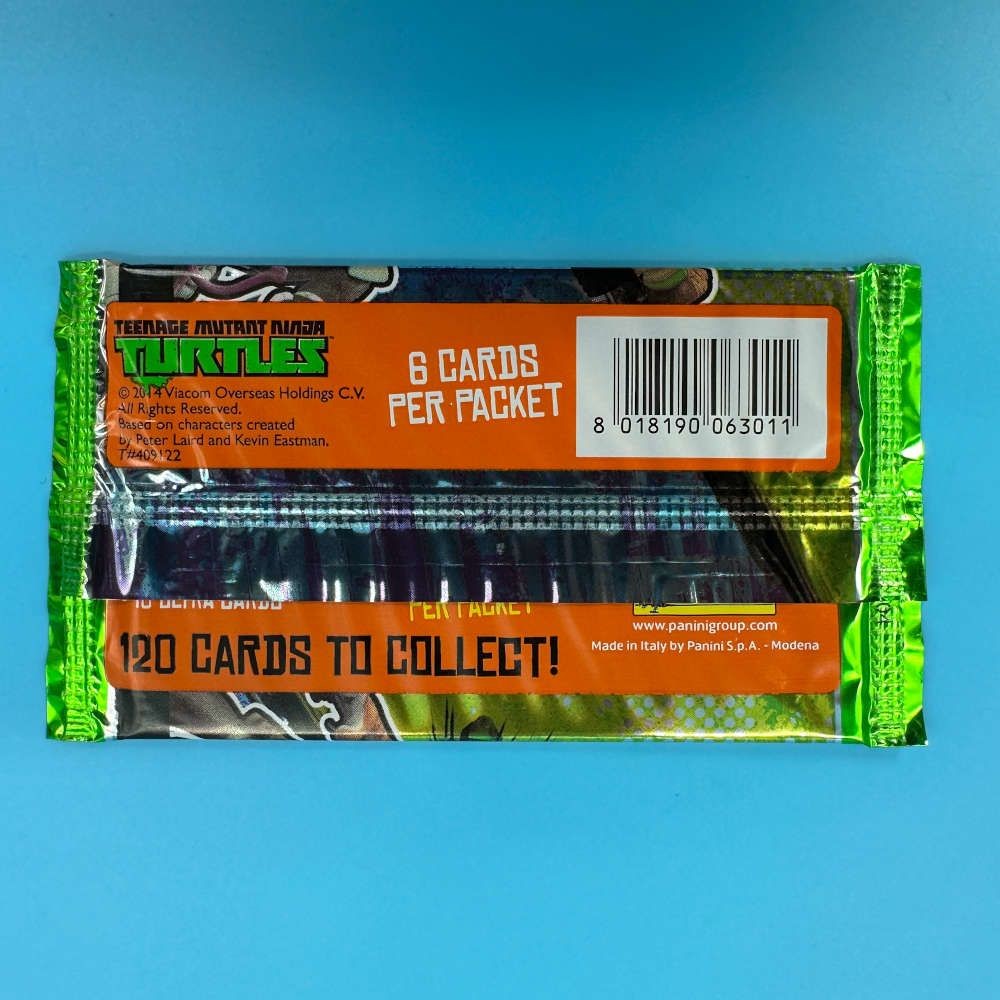 TEENAGE MUTANT NINJA
TURTLES
© 2014 Viacom Overseas Holdings C.V.
All Rights Reserved.
Based on characters created
by Peter Laird and Kevin Eastman.
T#409122
6 CARDS
PER PACKET
8 018190 063011
ULTRA CARDS
PER PACKET
120 CARDS TO COLLECT!
www.paninigroup.com
Made in Italy by Panini S.p.A. - Modena